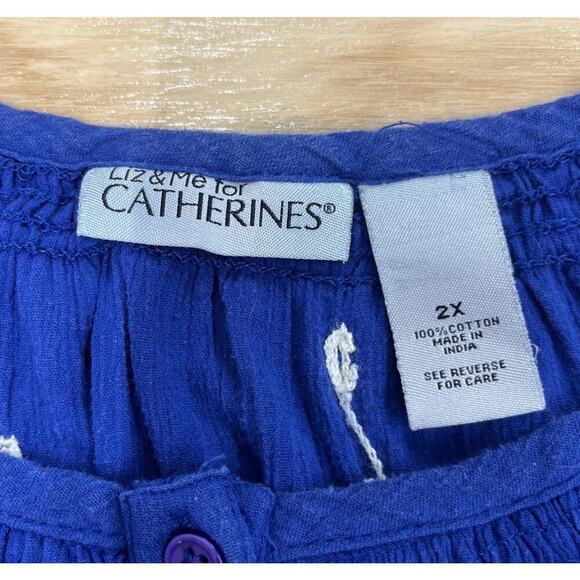 Liz & Me for
CATHERINES®
2X
100% COTTON
MADE IN
INDIA
SEE REVERSE
FOR CARE